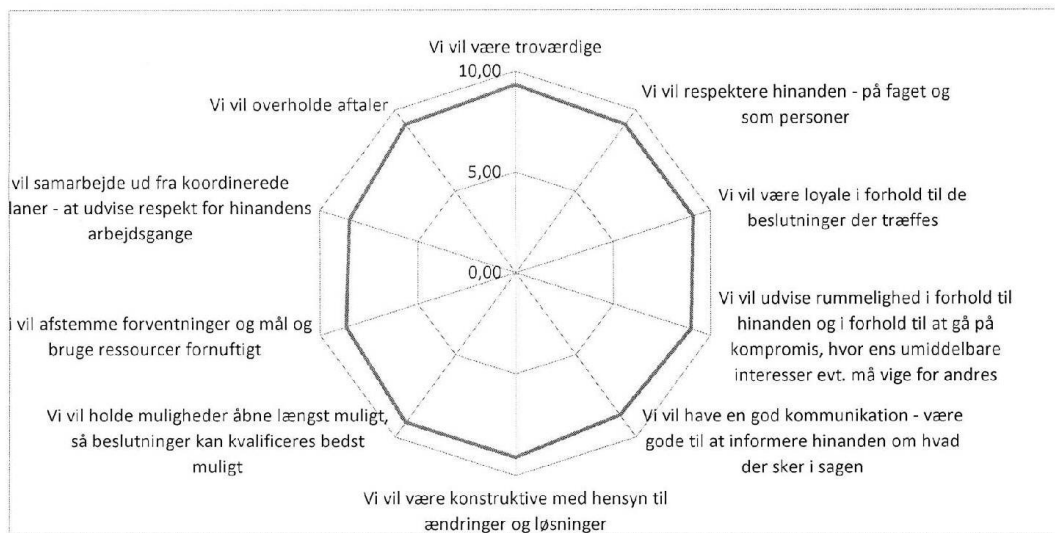 Vi vil være troværdige
10,00
Vi vil respektere hinanden - på faget og
som personer
Vi vil overholde aftaler
5,00
vil samarbejde ud fra koordinerede
laner - at udvise respekt for hinandens
arbejdsgange
Vi vil være loyale i forhold til de
beslutninger der træffes
0,00
Vi vil udvise rummelighed i forhold til
hinanden og i forhold til at gå på
kompromis, hvor ens umiddelbare
interesser evt. må vige for andres
i vil afstemme forventninger og mål og
bruge ressourcer fornuftigt
Vi vil holde muligheder åbne længst muligt,
så beslutninger kan kvalificeres bedst
muligt
Vi vil have en god kommunikation - være
gode til at informere hinanden om hvad
der sker i sagen
Vi vil være konstruktive med hensyn til
ændringer og løsninger